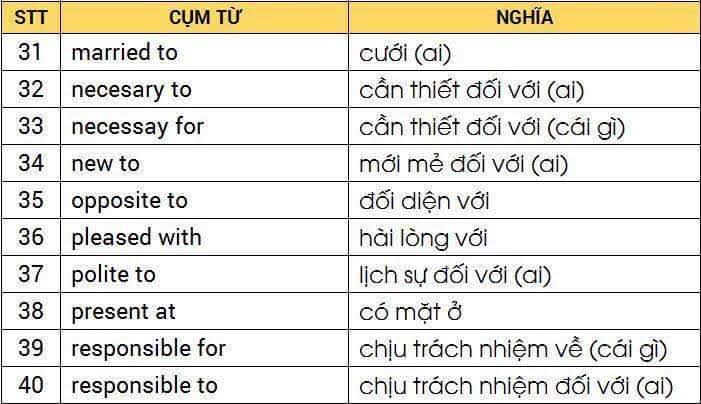 STT CỤM TỪ NGHĨA
31 married to cưới (ai)
32 necesary to cần thiết đối với (ai)
33 necessay for cần thiết đối với (cái gì)
34 new to mới mẻ đối với (ai)
35 opposite to đối diện với
36 pleased with hài lòng với
37 polite to lịch sự đối với (ai)
38 present at có mặt ở
39 responsible for chịu trách nhiệm về (cái gì)
40 responsible to chịu trách nhiệm đối với (ai)